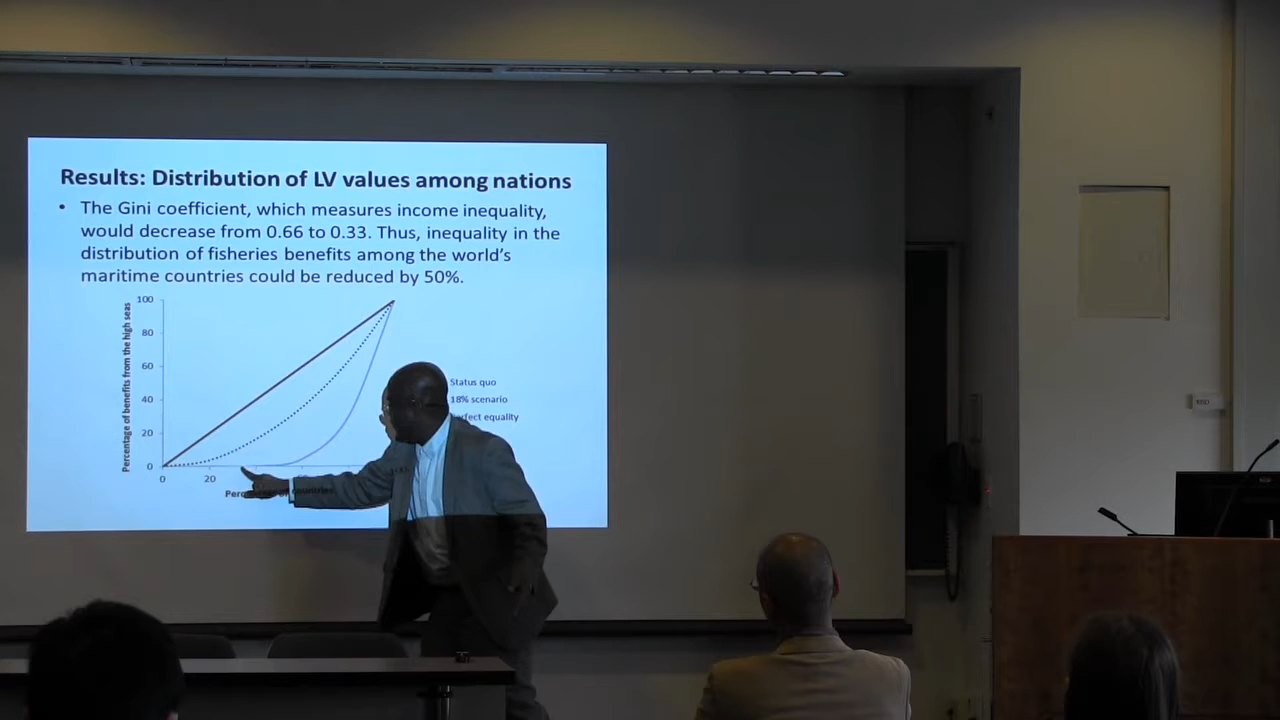 Results: Distribution of LV values among nations
• The Gini coefficient, which measures income inequality,
would decrease from 0.66 to 0.33. Thus, inequality in the
distribution of fisheries benefits among the world's
maritime countries could be reduced by 50%.
Percentage of benefits from the high seas
100
80
60
40
20
0
0
20
countries
Status quo
18% scenario
equality